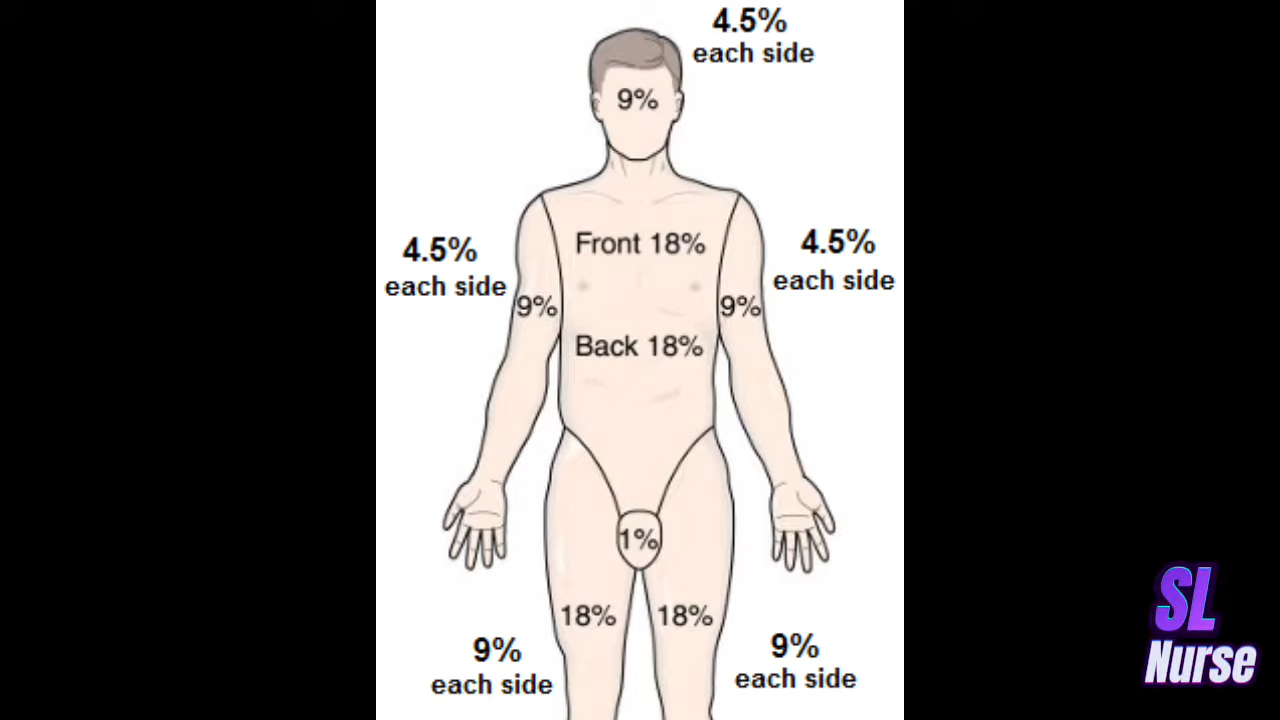 4.5%
each side
9%
4.5%
each side
Front 18%
4.5%
each side
9%
9%
Back 18%
1%
18%
18%
9%
each side
9%
each side
SL
Nurse